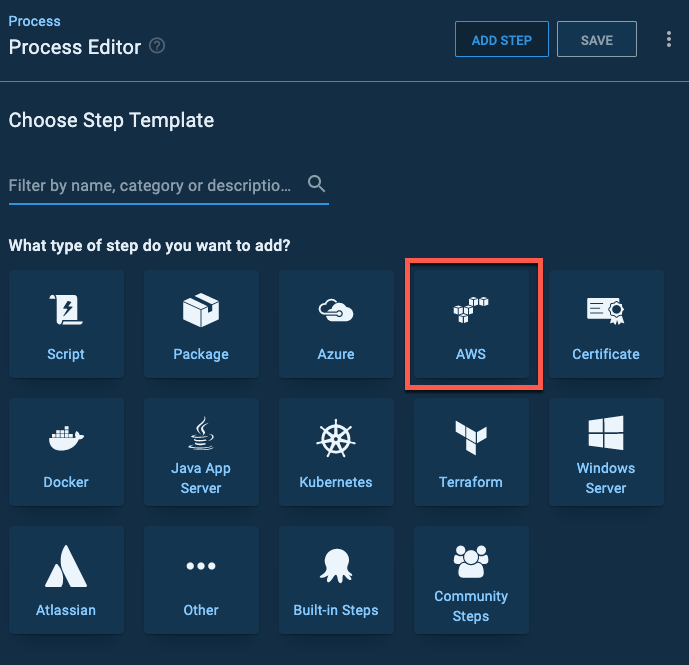 Process
Process Editor
ADD STEP
SAVE
Choose Step Template
Filter by name, category or descriptio...
What type of step do you want to add?
Script
Package
Azure
AWS
Certificate
Docker
Java App
Server
Kubernetes
Terraform
Windows
Server
Atlassian
Other
Built-in Steps
Community
Steps